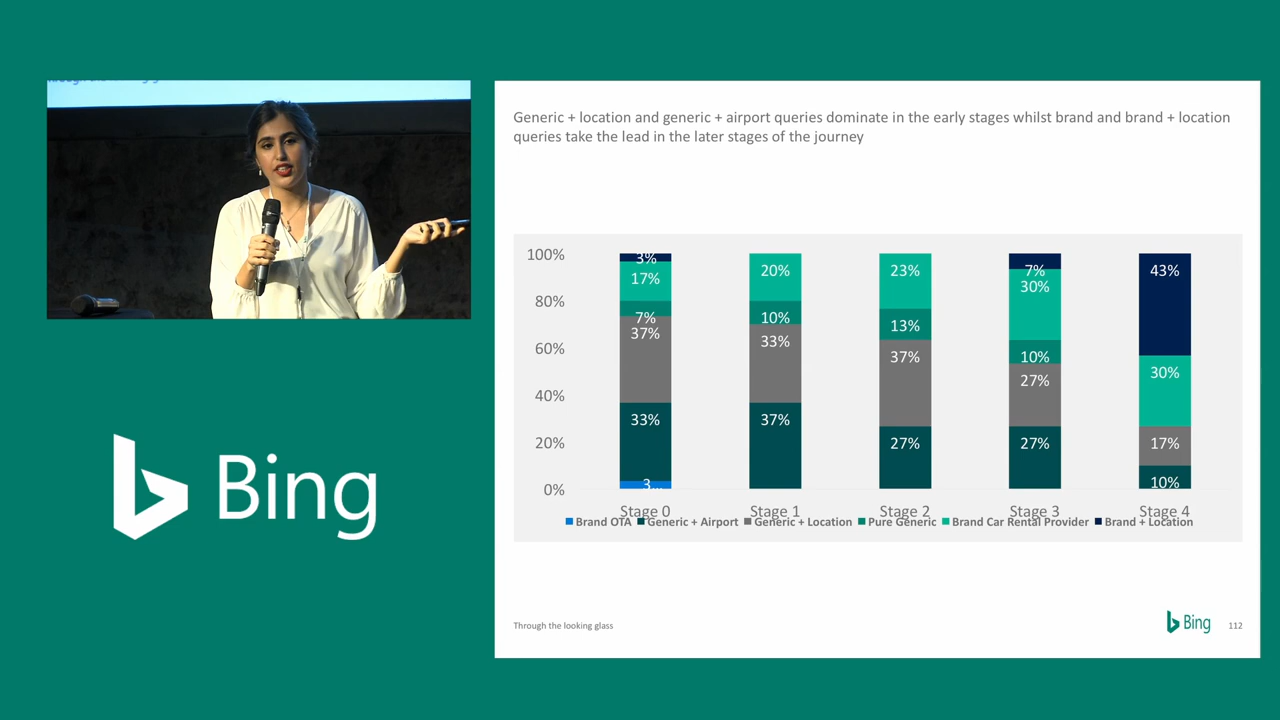 Generic + location and generic + airport queries dominate in the early stages whilst brand and brand + location
queries take the lead in the later stages of the journey
100%
80%
60%
40%
20%
0%
3%
17%
7%
37%
33%
3...
20%
10%
33%
37%
23%
13%
37%
27%
7%
30%
10%
27%
27%
43%
30%
17%
10%
Stage 0
Stage 1
Stage 2
Stage 3
Stage 4
Brand OTA
Generic + Airport
Generic + Location
Pure Generic
Brand Car Rental Provider
Brand + Location
Bing
Through the looking glass
Bing
112